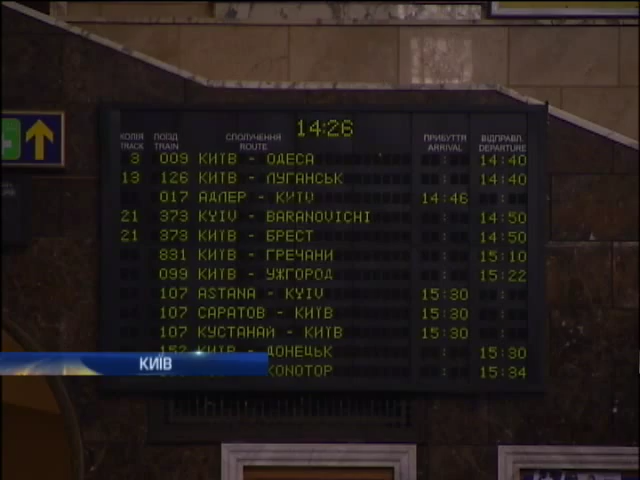 14:26
КОЛІЯ ПОЇЗД СПОЛУЧЕННЯ ПРИБУТТЯ ВІДПРАВЛ.
TRACK TRAIN ROUTE ARRIVAL DEPARTURE
3 009 КИЇВ - ОДЕСА 14:40
13 126 КИЇВ - ЛУГАНСЬК 14:40
017 АДЛЕР - КИЇВ 14:46
21 373 KYIV - BARANOVICHI 14:50
21 373 КИЇВ - БРЕСТ 14:50
831 КИЇВ - ГРЕЧАНИ 15:10
099 КИЇВ - УЖГОРОД 15:22
107 ASTANA - KYIV 15:30
107 САРАТОВ - КИЇВ 15:30
107 КУСТАНАЙ - КИЇВ 15:30
152 КИЇВ - ДОНЕЦЬК 15:30
КОНОТОР 15:34
КИЇВ